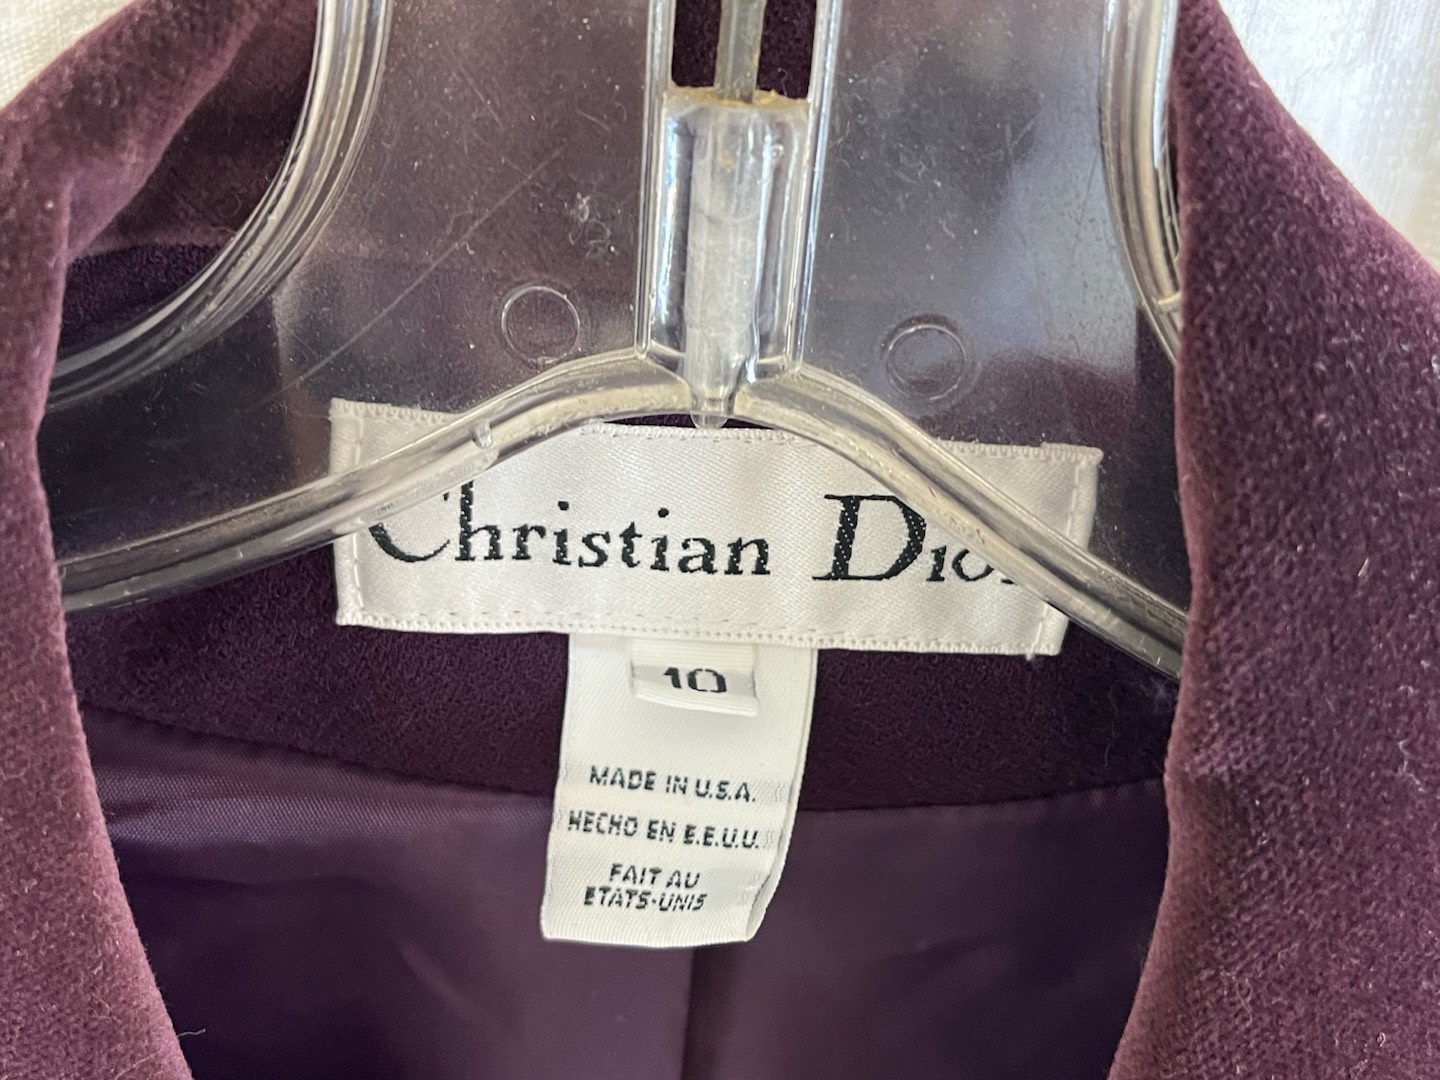 Christian Dior
10
MADE IN U.S.A.
HECHO EN E.E.U.U.
FAIT AU
ETATS-UNIS